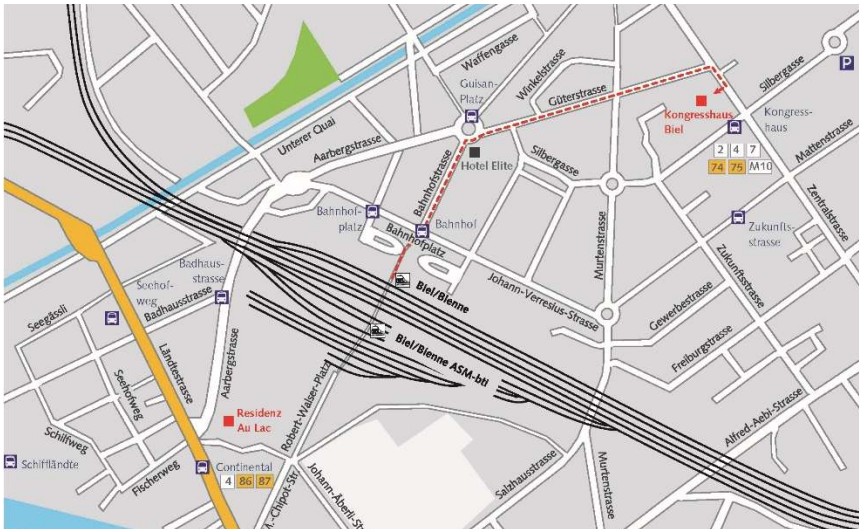 Waffengasse
Guisan-
Platz
Winkelstrasse
Güterstrasse
Silbergasse
P
Unterer Quai
Aarbergstrasse
Kongresshaus
Biel
Kongress-
haus
2 4 7
74 75 M10
Mattenstrasse
Hotel Elite
Silbergasse
Bahnhofstrasse
Bahnhof-
platz
Bahnhof
Bahnhofplatz
Murtenstrasse
Zentralstrasse
Zukunfts-
strasse
Zukunftsstrasse
Badhaus-
strasse
Seehof-
weg
Badhausstrasse
Seegässli
Biel/Bienne
Johann-Verresius-Strasse
Gewerbestrasse
Biel/Bienne ASM-bti
Freiburgstrasse
Ländtestrasse
Aarbergstrasse
Seehofweg
Robert-Walser-Platz
Alfred-Aebi-Strasse
Residenz
Au Lac
Schilfweg
Schifflände
Fischerweg
Continental
4 86 87
Salzhausstrasse
Murtenstrasse
Johann-Aberli-St
M.-Chipot-Str.